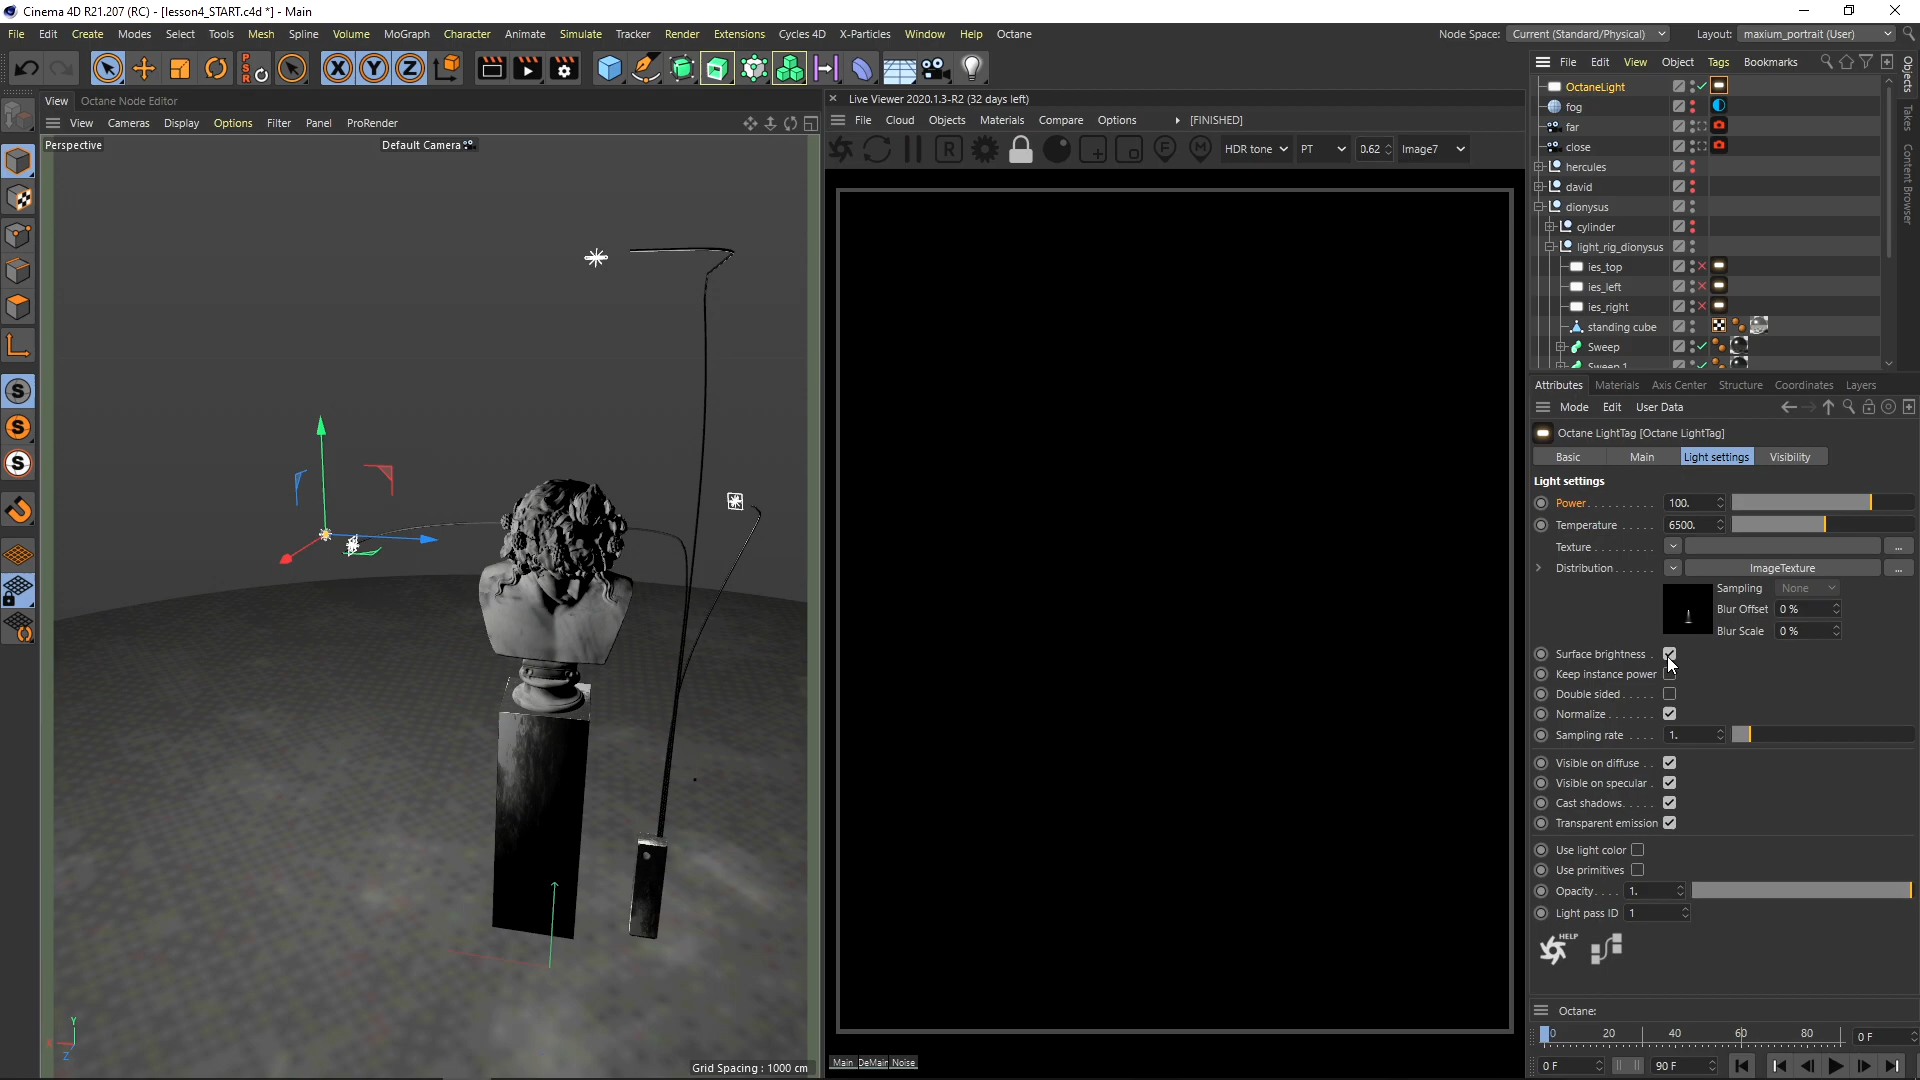 Cinema 4D R21.207 (RC) - [lesson4_START.c4d *] - Main
File Edit Create Modes Select Tools Mesh Spline Volume MoGraph Character Animate Simulate Tracker Render Extensions Cycles 4D X-Particles Window Help Octane Node Space: Current (Standard/Physical) Layout: maxium_portrait (User)
PSR X Y Z
File Edit View Object Tags Bookmarks
View Octane Node Editor
Live Viewer 2020.1.3-R2 (32 days left)
View Cameras Display Options Filter Panel ProRender
File Cloud Objects Materials Compare Options [FINISHED]
Perspective Default Camera
R F M HDR tone PT 0.62 Image7
OctaneLight
fog
far
close
hercules
david
dionysus
cylinder
light_rig_dionysus
ies_top
ies_left
ies_right
standing cube
Sweep
Sweep 1
Objects
Takes
Content Browser
Attributes Materials Axis Center Structure Coordinates Layers
Mode Edit User Data
Octane LightTag [Octane LightTag]
Basic Main Light settings Visibility
Light settings
Power 100.
Temperature 6500.
Texture ...
Distribution ImageTexture ...
Sampling None
Blur Offset 0 %
Blur Scale 0 %
Surface brightness
Keep instance power
Double sided
Normalize
Sampling rate 1.
Visible on diffuse
Visible on specular
Cast shadows
Transparent emission
Use light color
Use primitives
Opacity 1.
Light pass ID 1
HELP
Octane:
0 20 40 60 80 0 F
0 F 90 F
S
S
S
Y
X
Z
Grid Spacing : 1000 cm
Main DeMain Noise